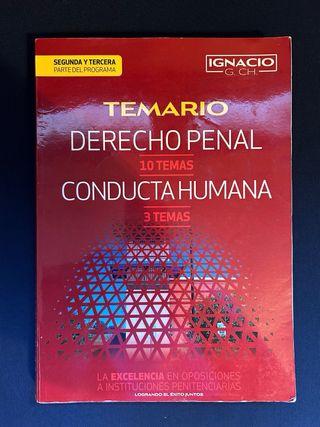 SEGUNDA Y TERCERA
PARTE DEL PROGRAMA
IGNACIO
G. CH.
TEMARIO
DERECHO PENAL
10 TEMAS
CONDUCTA HUMANA
3 TEMAS
LA EXCELENCIA EN OPOSICIONES
A INSTITUCIONES PENITENCIARIAS
LOGRANDO EL ÉXITO JUNTOS